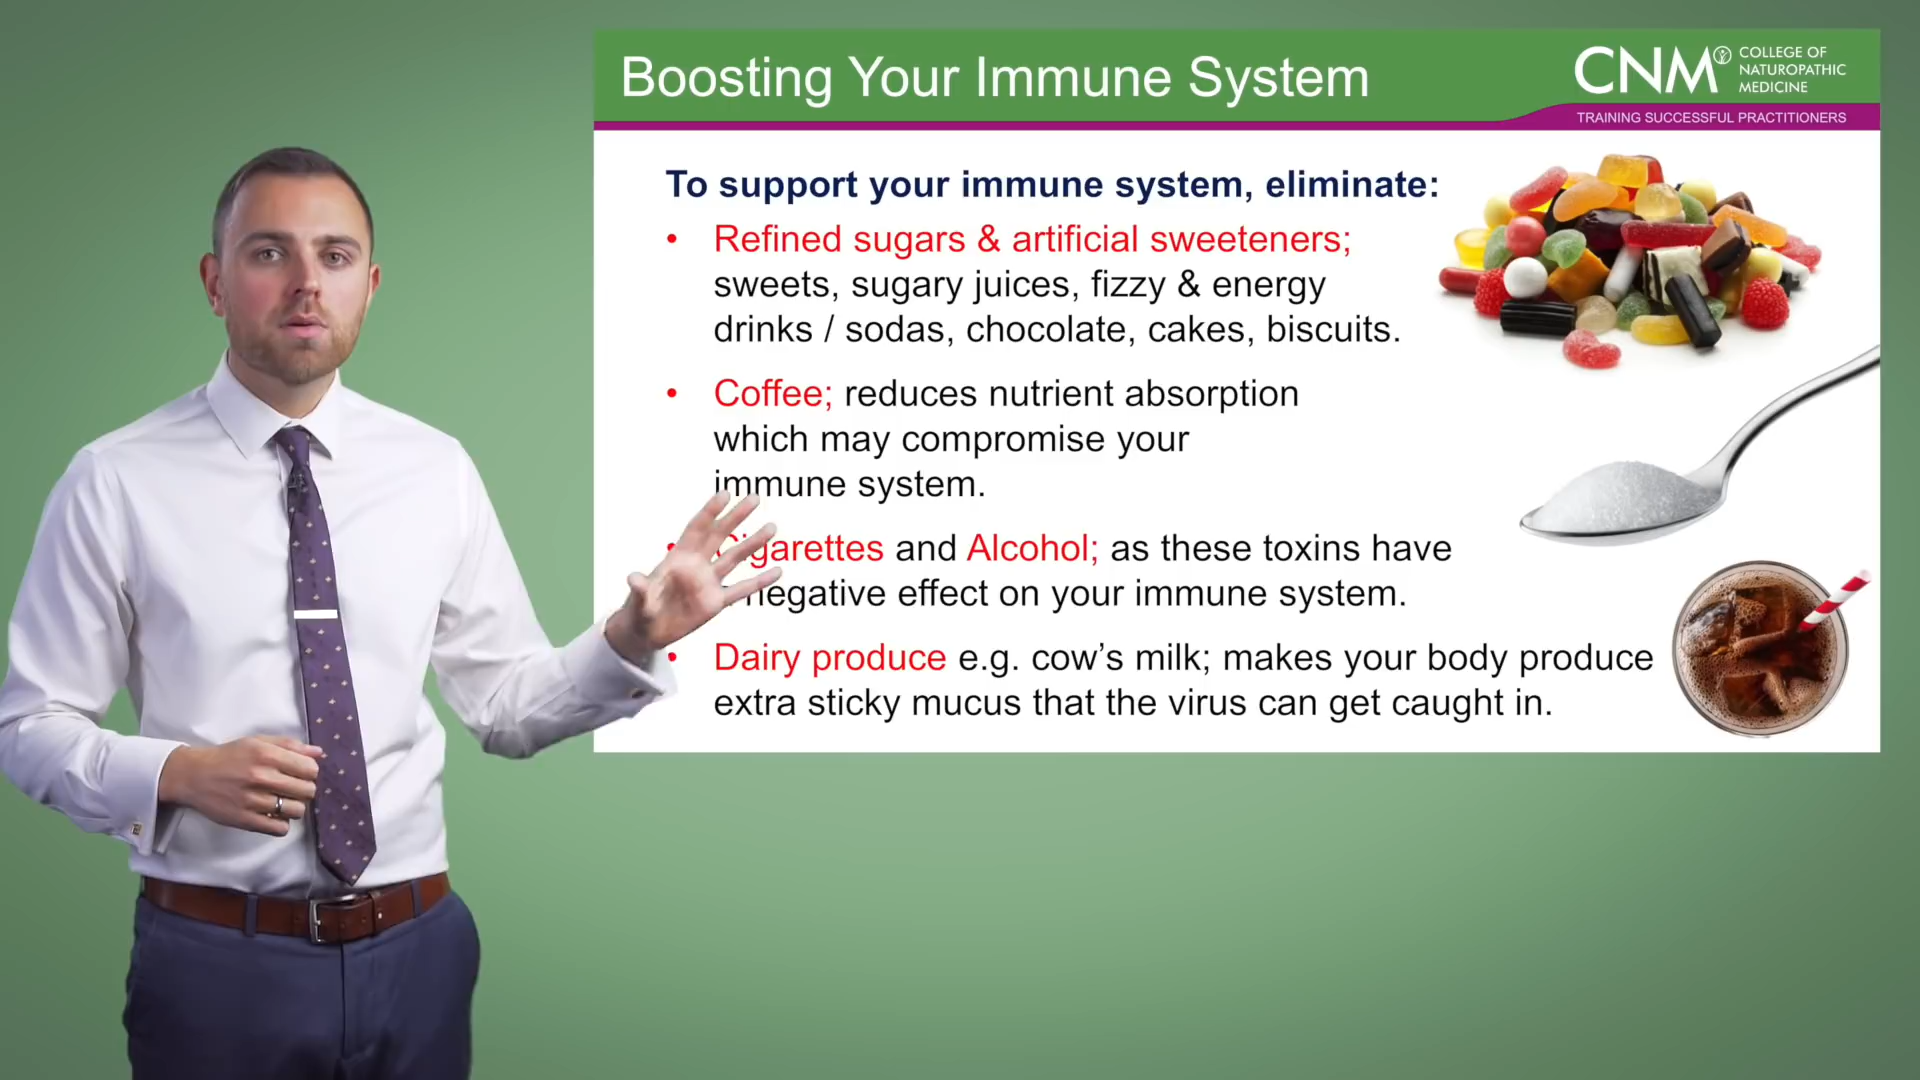 Boosting Your Immune System
CNM
COLLEGE OF
NATUROPATHIC
MEDICINE
TRAINING SUCCESSFUL PRACTITIONERS
To support your immune system, eliminate:
• Refined sugars & artificial sweeteners;
sweets, sugary juices, fizzy & energy
drinks / sodas, chocolate, cakes, biscuits.
• Coffee; reduces nutrient absorption
which may compromise your
immune system.
• Cigarettes and Alcohol; as these toxins have
negative effect on your immune system.
• Dairy produce e.g. cow's milk; makes your body produce
extra sticky mucus that the virus can get caught in.